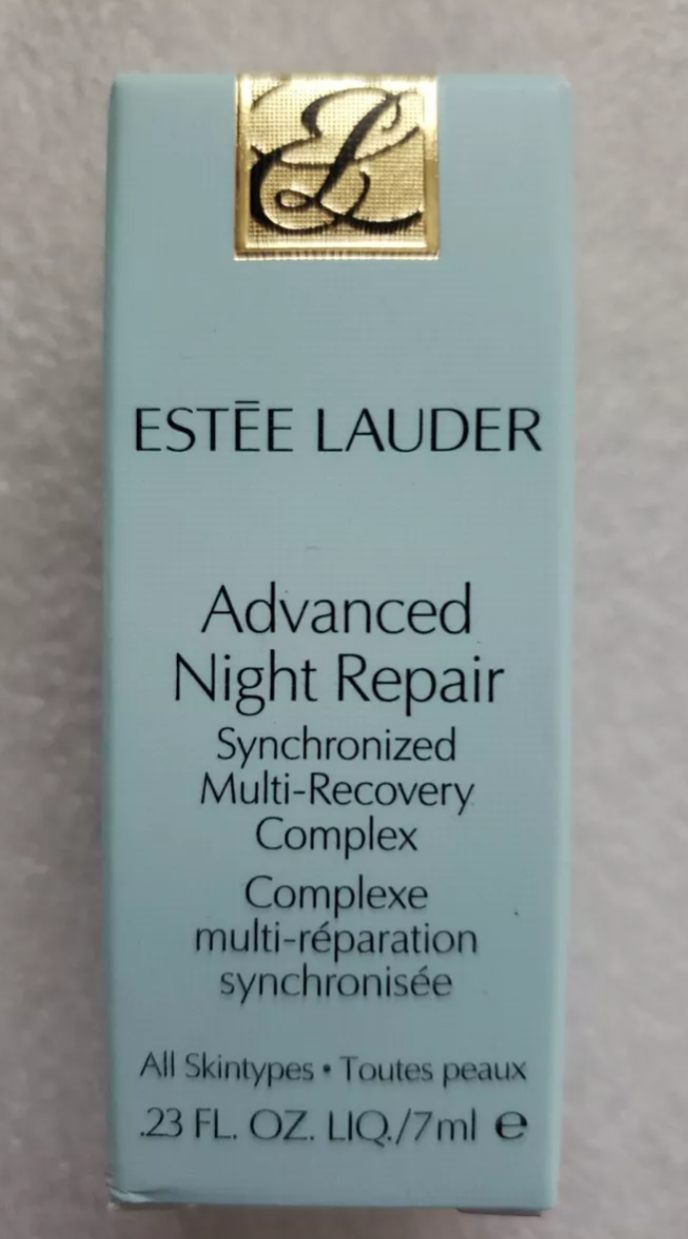 EL
ESTĒE LAUDER
Advanced
Night Repair
Synchronized
Multi-Recovery
Complex
Complexe
multi-réparation
synchronisée
All Skintypes • Toutes peaux
.23 FL. OZ. LIQ./7ml ℮